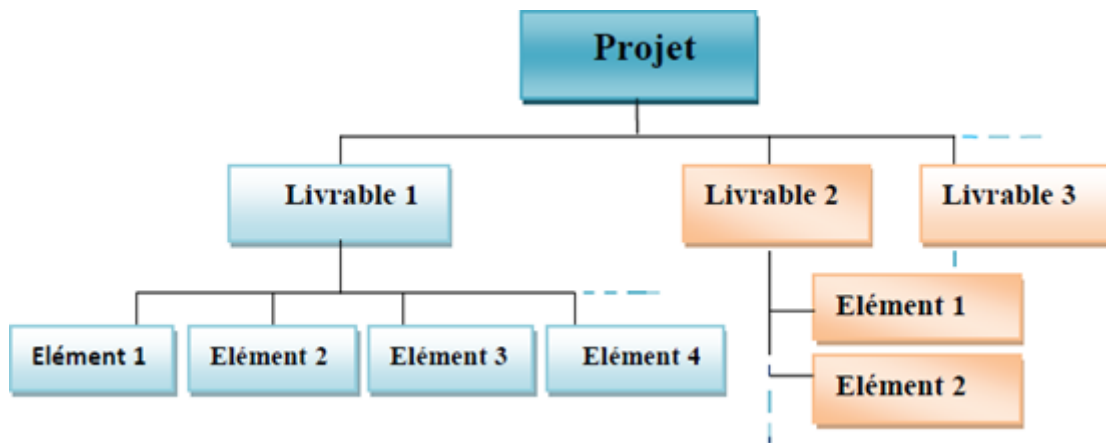 Projet
Livrable 1
Livrable 2
Livrable 3
Elément 1
Elément 2
Elément 3
Elément 4
Elément 1
Elément 2